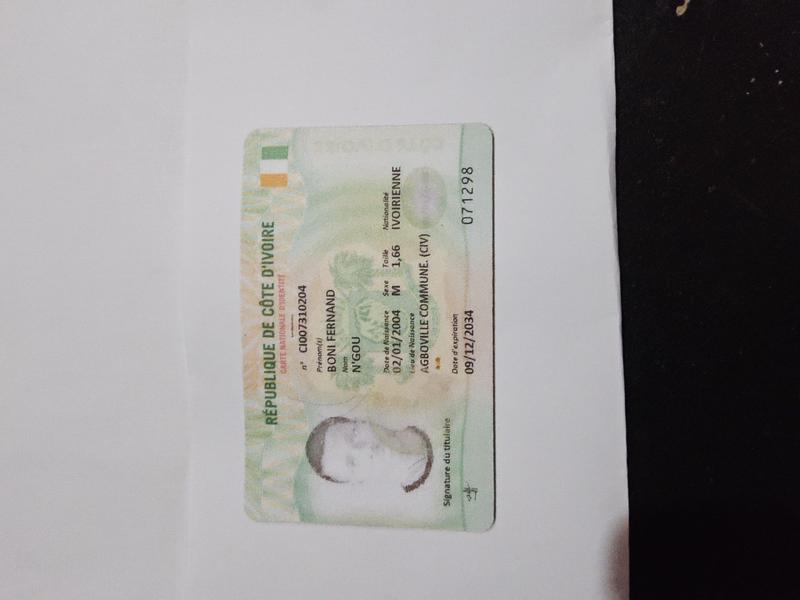 RÉPUBLIQUE DE CÔTE D'IVOIRE
CARTE NATIONALE D'IDENTITÉ
n° CI007310204
Prénom(s)
BONI FERNAND
Nom
N'GOU
Date de Naissance Sexe Taille Nationalité
02/01/2004 M 1,66 IVOIRIENNE
Lieu de Naissance
AGBOVILLE COMMUNE. (CIV)
Date d'expiration
09/12/2034
071298
Signature du titulaire